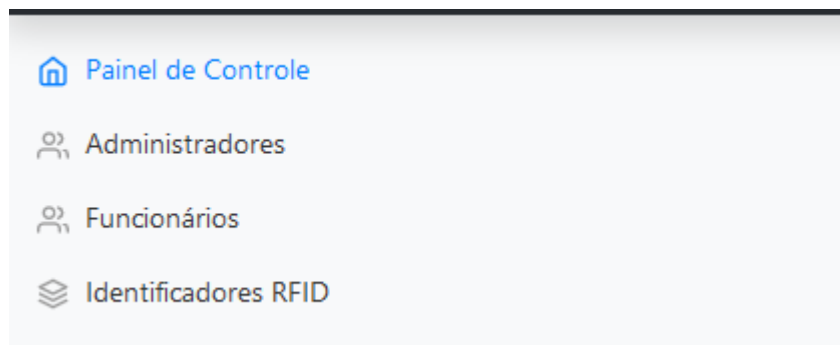 Painel de Controle
Administradores
Funcionários
Identificadores RFID